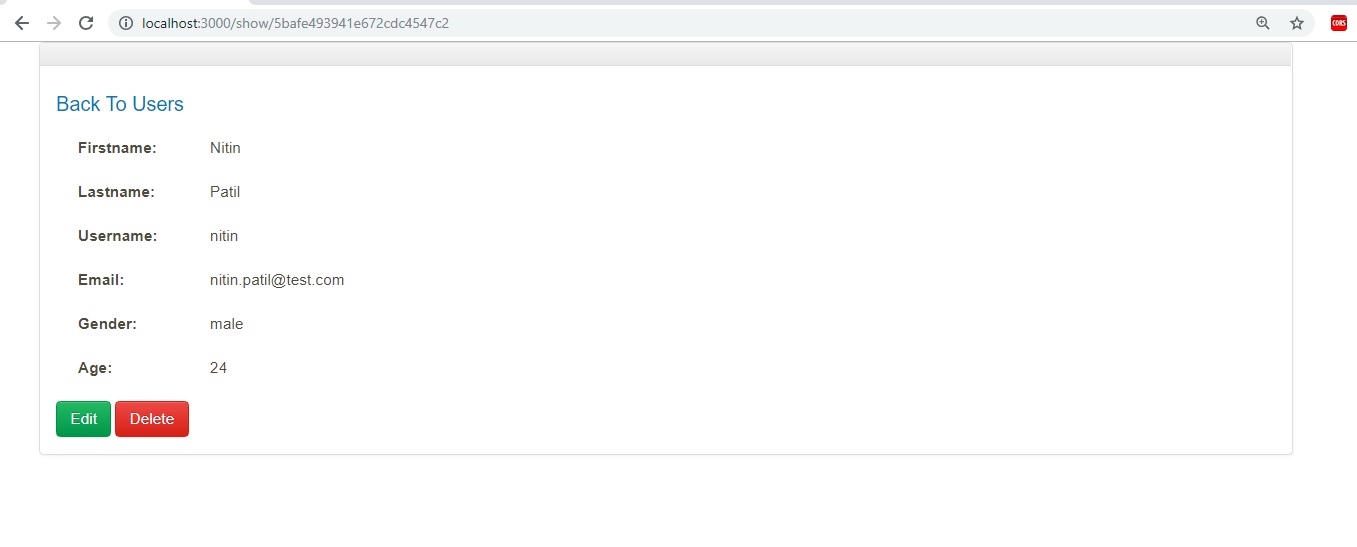 localhost:3000/show/5bafe493941e672cdc4547c2
CORS
Back To Users
Firstname: Nitin
Lastname: Patil
Username: nitin
Email: nitin.patil@test.com
Gender: male
Age: 24
Edit Delete